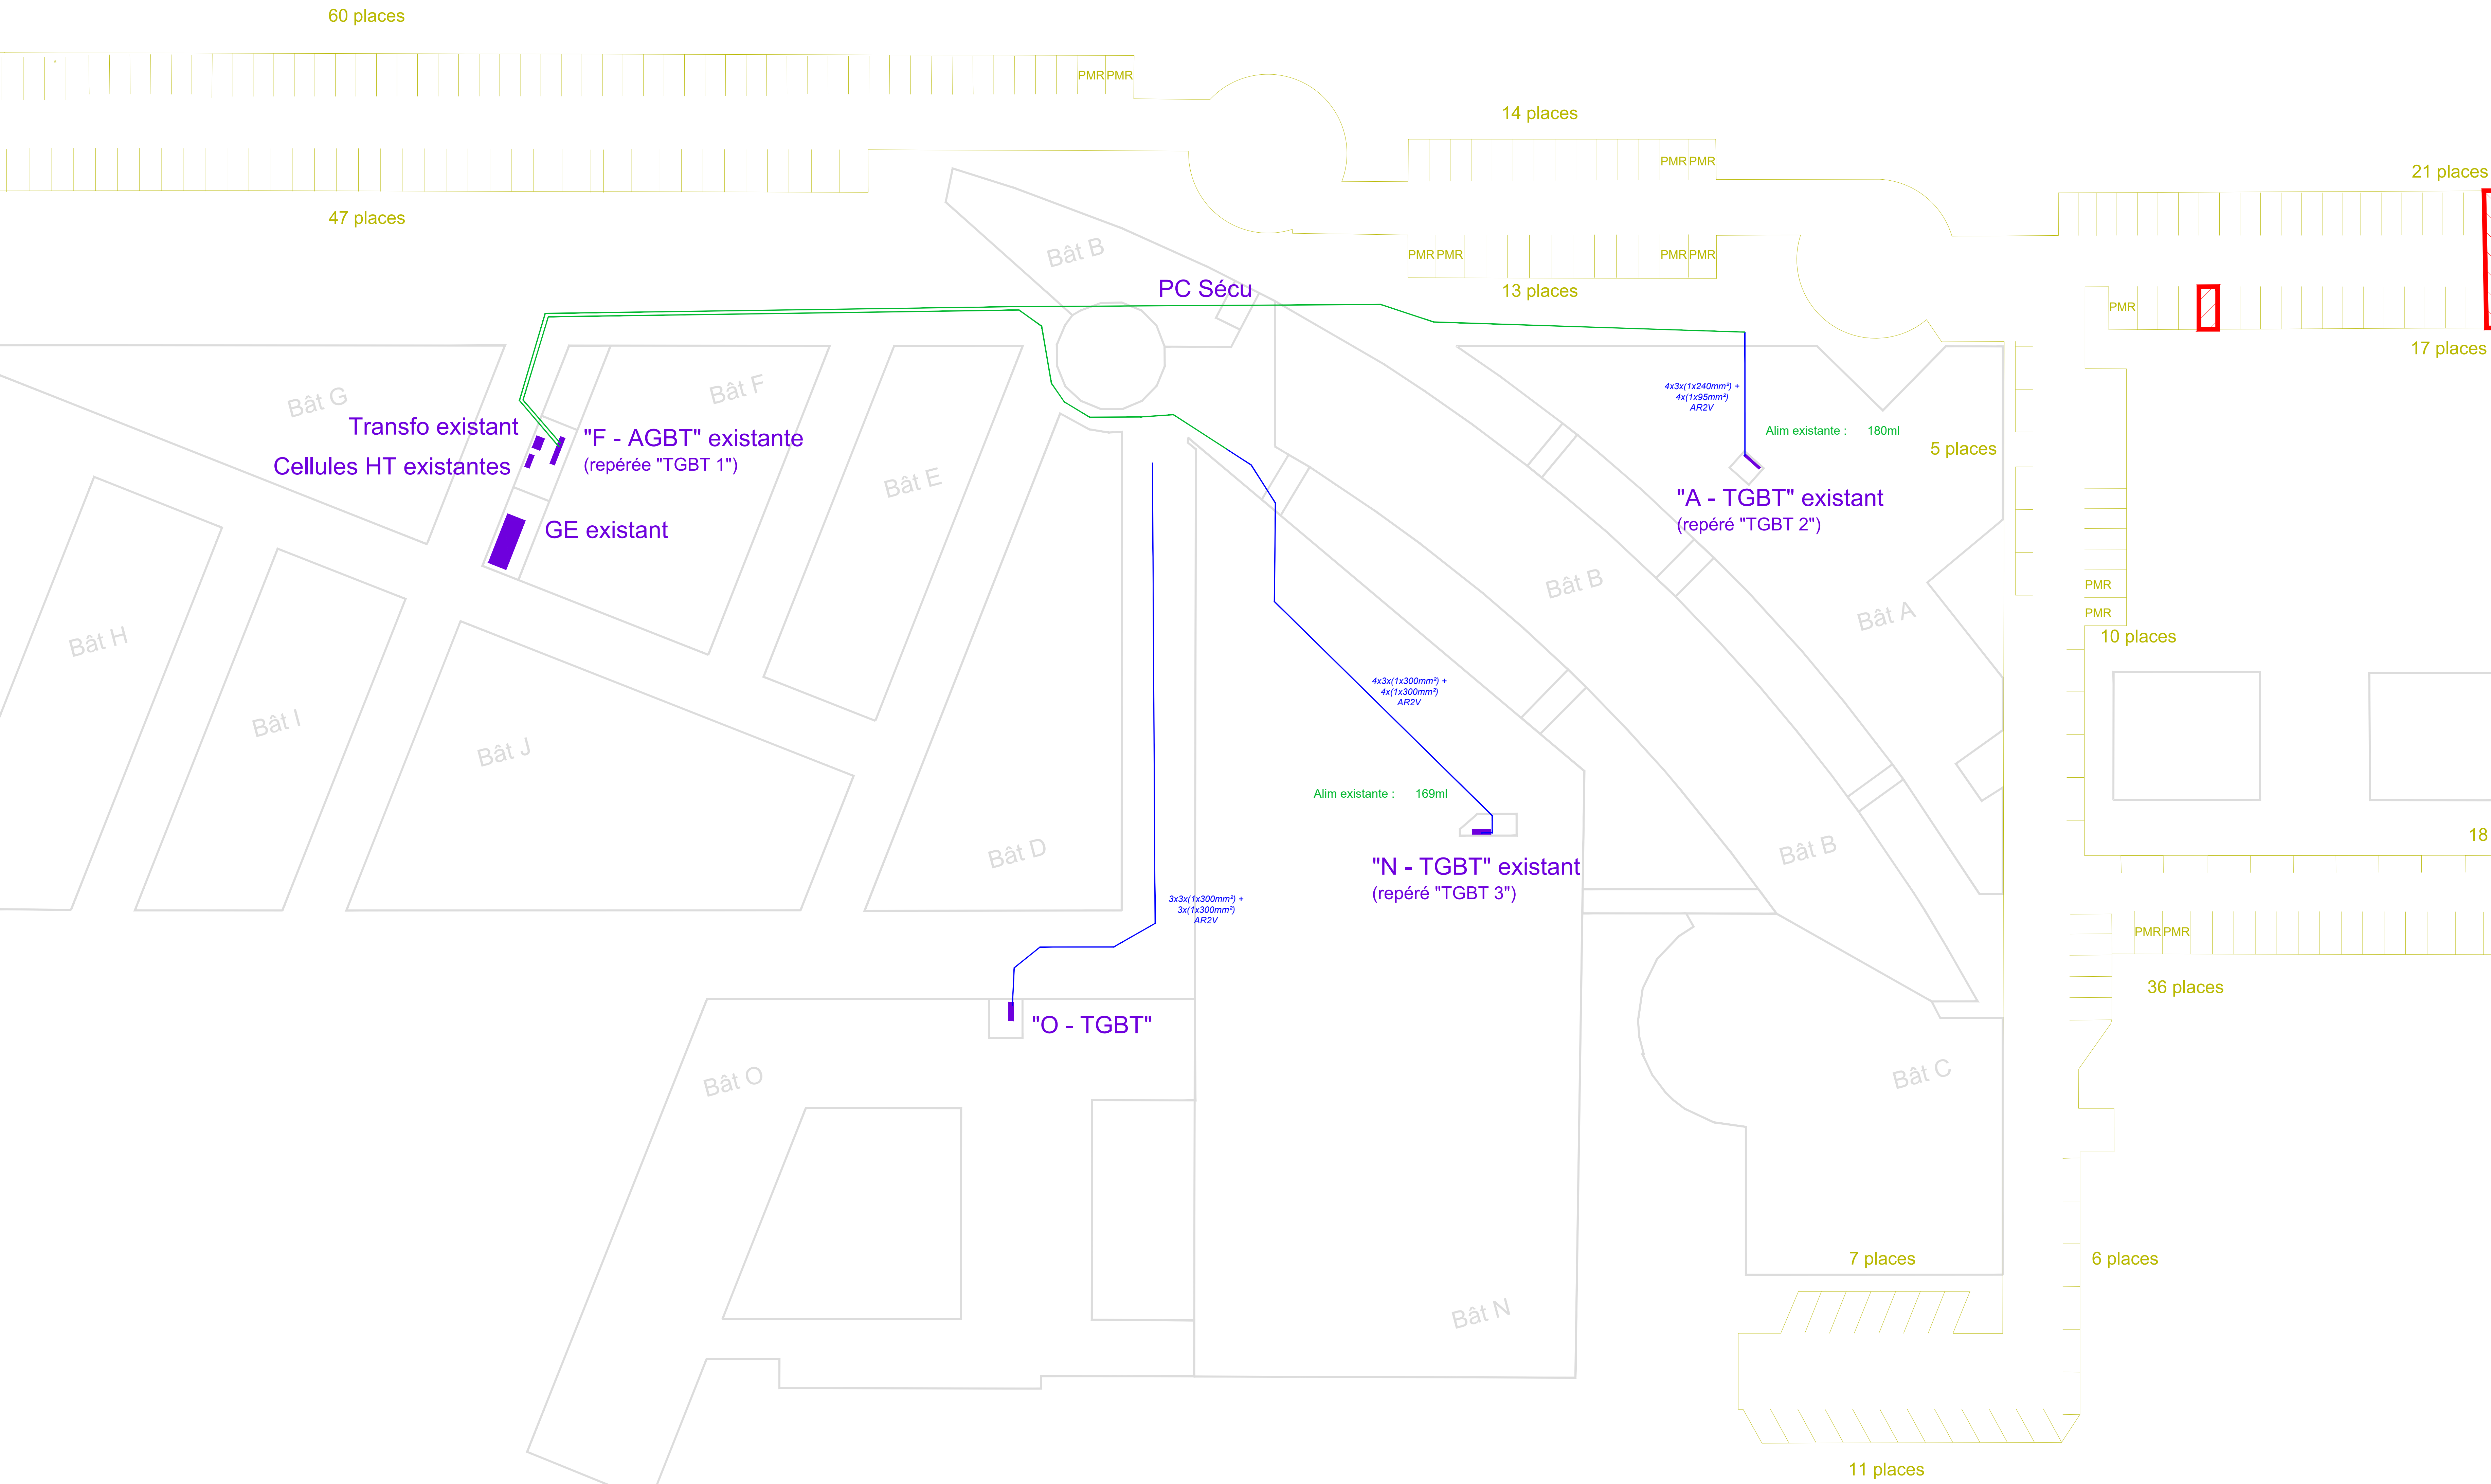 60 places
PMR PMR
14 places
PMR PMR
21 places
47 places
Bât B
PMR PMR
PMR PMR
PC Sécu
13 places
PMR
17 places
Bât G
Bât F
4x3x(1x240mm²) +
4x(1x95mm²)
AR2V
Transfo existant
"F - AGBT" existante
(repérée "TGBT 1")
Cellules HT existantes
Alim existante : 180ml
5 places
Bât E
"A - TGBT" existant
(repéré "TGBT 2")
GE existant
Bât B
PMR
PMR
Bât A
10 places
Bât H
4x3x(1x300mm²) +
4x(1x300mm²)
AR2V
Bât I
Bât J
Alim existante : 169ml
18
Bât D
Bât B
"N - TGBT" existant
(repéré "TGBT 3")
3x3x(1x300mm²) +
3x(1x300mm²)
AR2V
PMR PMR
36 places
"O - TGBT"
Bât O
Bât C
7 places
6 places
Bât N
11 places